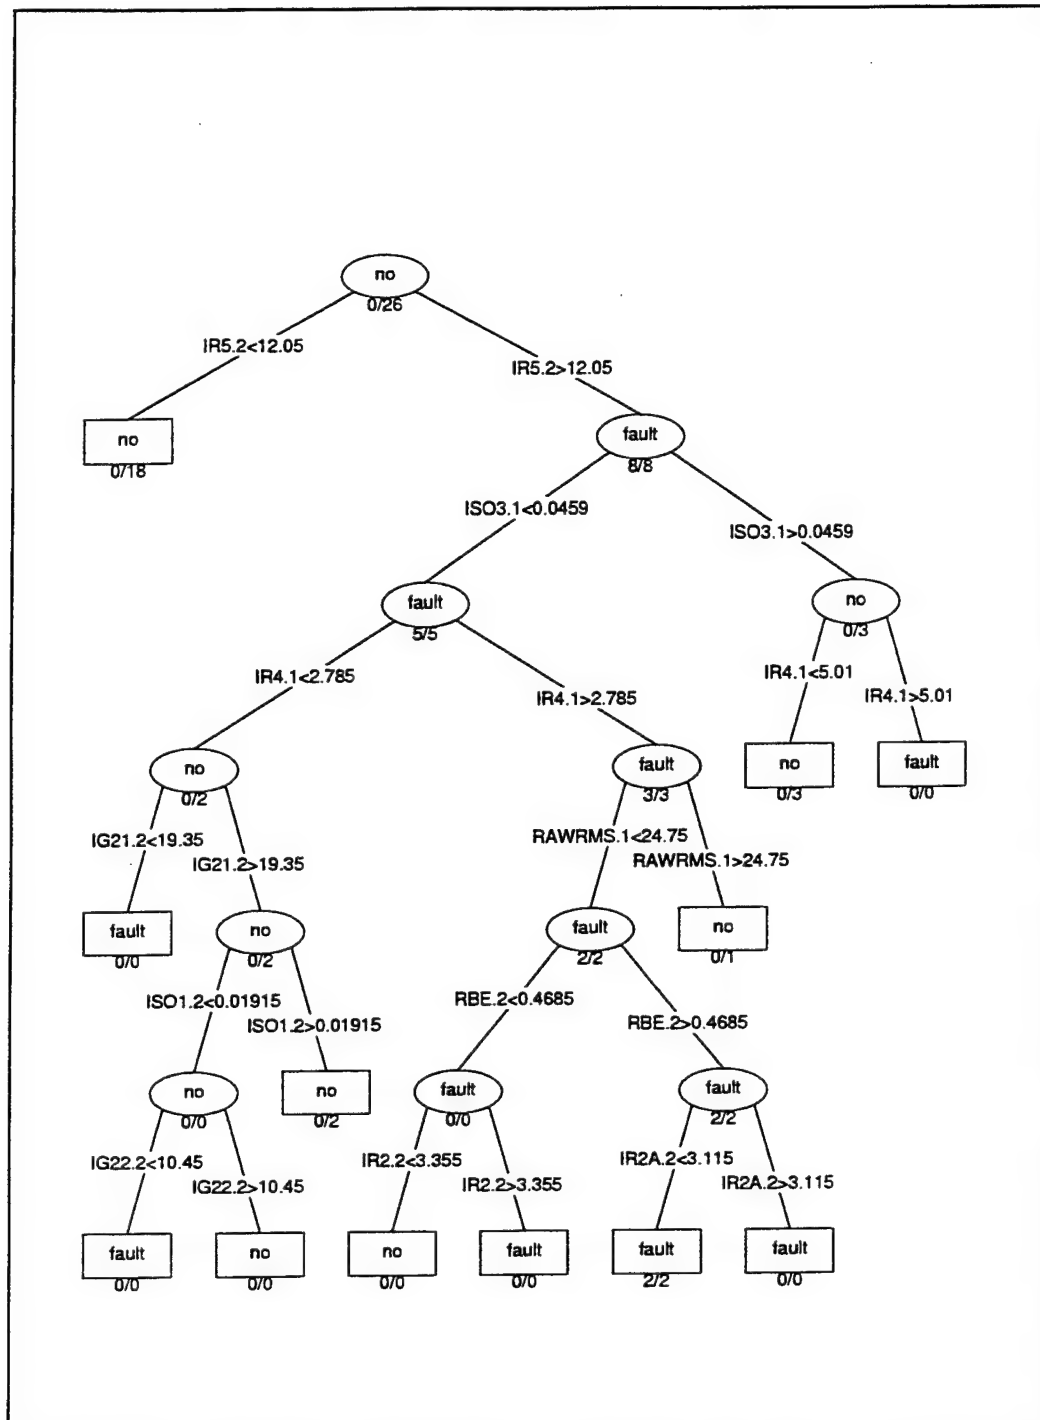 no
0/26
IR5.2<12.05
IR5.2>12.05
no
0/18
fault
8/8
ISO3.1<0.0459
ISO3.1>0.0459
fault
5/5
no
0/3
IR4.1<2.785
IR4.1>2.785
IR4.1<5.01
IR4.1>5.01
no
0/2
fault
3/3
no
0/3
fault
0/0
IG21.2<19.35
IG21.2>19.35
RAWRMS.1<24.75
RAWRMS.1>24.75
fault
0/0
no
0/2
fault
2/2
no
0/1
ISO1.2<0.01915
ISO1.2>0.01915
RBE.2<0.4685
RBE.2>0.4685
no
0/0
no
0/2
fault
0/0
fault
2/2
IG22.2<10.45
IG22.2>10.45
IR2.2<3.355
IR2.2>3.355
IR2A.2<3.115
IR2A.2>3.115
fault
0/0
no
0/0
no
0/0
fault
0/0
fault
2/2
fault
0/0